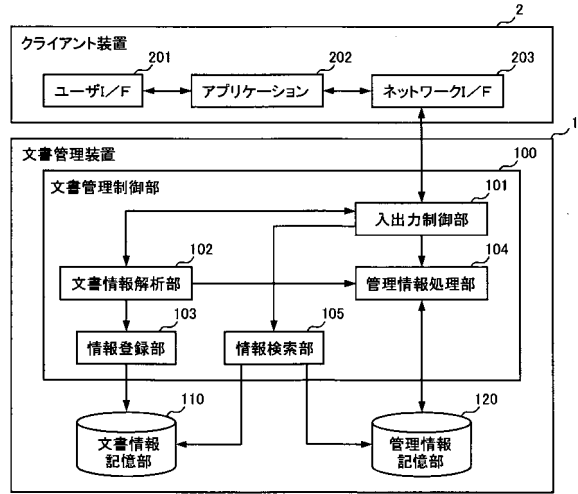 2
クライアント装置
201
202
203
ユーザI/F
アプリケーション
ネットワークI/F
1
文書管理装置
100
文書管理制御部
101
入出力制御部
102
104
文書情報解析部
管理情報処理部
103
105
情報登録部
情報検索部
110
120
文書情報
記憶部
管理情報
記憶部